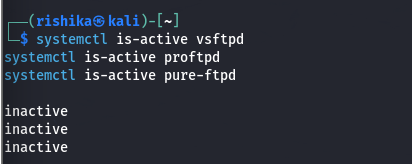 ┌──(rishika㉿kali)-[~]
└─$ systemctl is-active vsftpd
systemctl is-active proftpd
systemctl is-active pure-ftpd

inactive
inactive
inactive